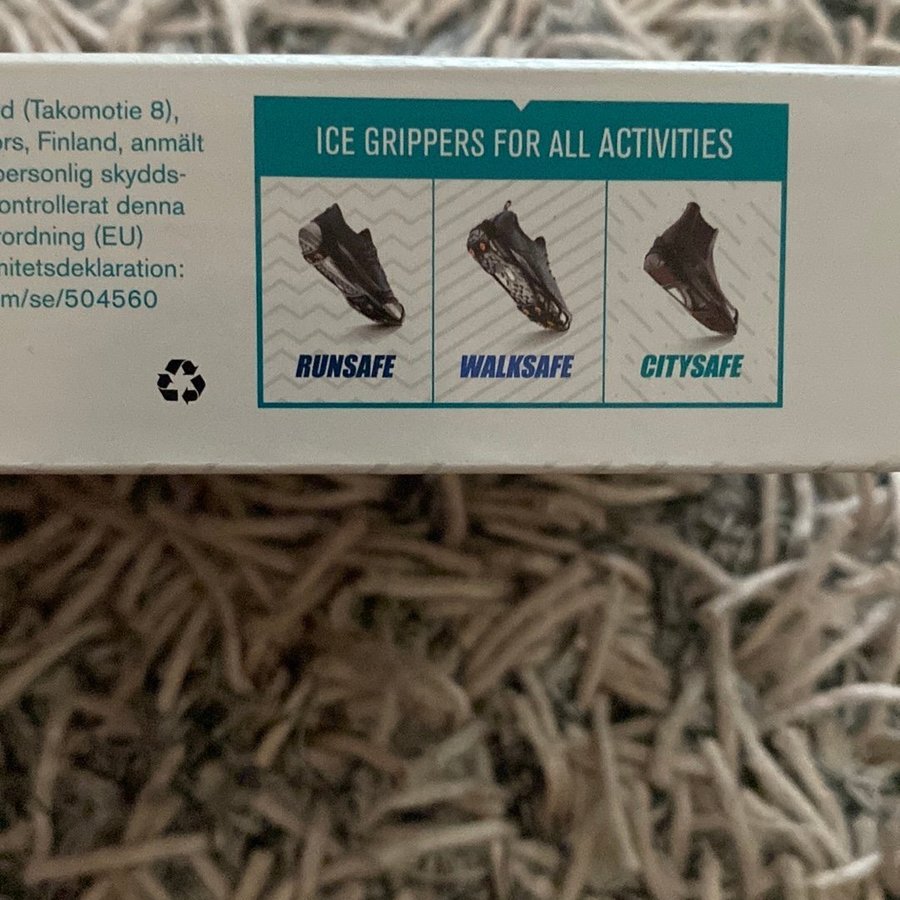 d (Takomotie 8),
ors, Finland, anmält
personlig skydds-
ontrollerat denna
ordning (EU)
nitetsdeklaration:
m/se/504560
ICE GRIPPERS FOR ALL ACTIVITIES
RUNSAFE
WALKSAFE
CITYSAFE